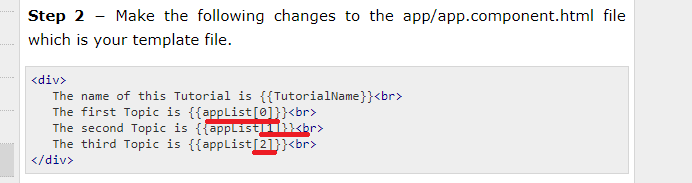 Step 2 – Make the following changes to the app/app.component.html file
which is your template file.
<div>
The name of this Tutorial is {{TutorialName}}<br>
The first Topic is {{appList[0]}}<br>
The second Topic is {{appList[1]}}<br>
The third Topic is {{appList[2]}}<br>
</div>